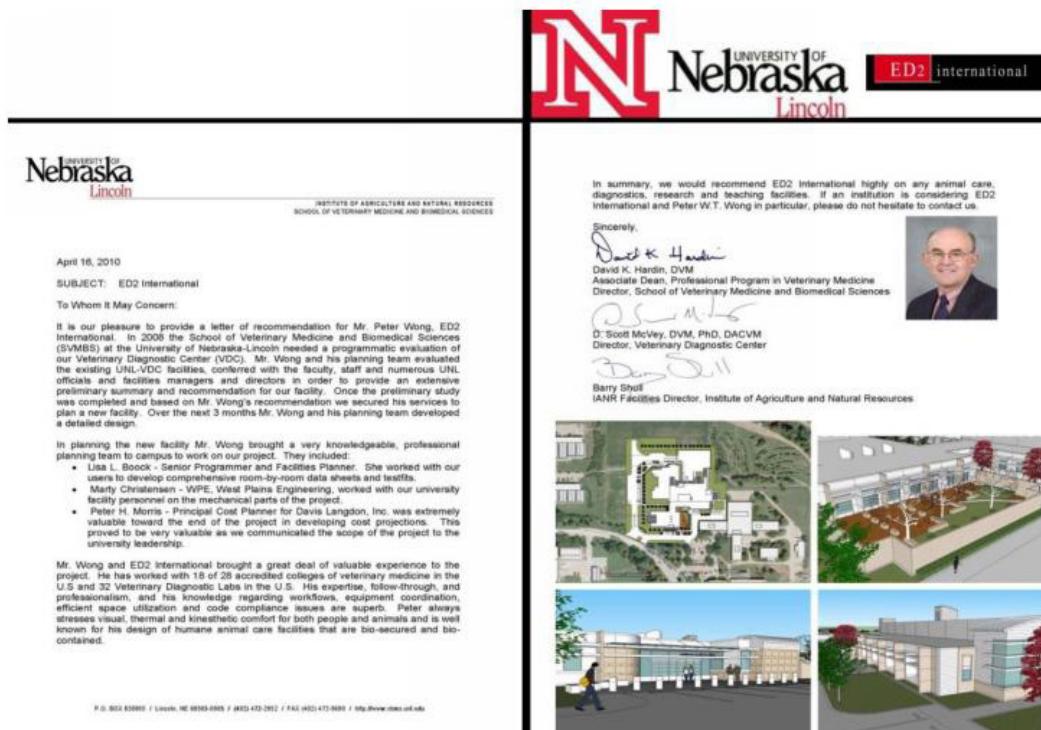 UNIVERSITY OF
Nebraska
Lincoln
INSTITUTE OF AGRICULTURE AND NATURAL RESOURCES
SCHOOL OF VETERINARY MEDICINE AND BIOMEDICAL SCIENCES
April 16, 2010
SUBJECT: ED2 International
To Whom It May Concern:
It is our pleasure to provide a letter of recommendation for Mr. Peter Wong, ED2
International. In 2008 the School of Veterinary Medicine and Biomedical Sciences
(SVMBS) at the University of Nebraska-Lincoln needed a programmatic evaluation of
our Veterinary Diagnostic Center (VDC). Mr. Wong and his planning team evaluated
the existing UNL-VDC facilities, conferred with the faculty, staff and numerous UNL
officials and facilities managers and directors in order to provide an extensive
preliminary summary and recommendation for our facility. Once the preliminary study
was completed and based on Mr. Wong's recommendation we secured his services to
plan a new facility. Over the next 3 months Mr. Wong and his planning team developed
a detailed design.
In planning the new facility Mr. Wong brought a very knowledgeable, professional
planning team to campus to work on our project. They included:
• Lisa L. Boock - Senior Programmer and Facilities Planner. She worked with our
users to develop comprehensive room-by-room data sheets and testfits.
• Marty Christensen - WPE, West Plains Engineering, worked with our university
facility personnel on the mechanical parts of the project.
• Peter H. Morris - Principal Cost Planner for Davis Langdon, Inc. was extremely
valuable toward the end of the project in developing cost projections. This
proved to be very valuable as we communicated the scope of the project to the
university leadership.
Mr. Wong and ED2 International brought a great deal of valuable experience to the
project. He has worked with 18 of 28 accredited colleges of veterinary medicine in the
U.S and 32 Veterinary Diagnostic Labs in the U.S. His expertise, follow-through, and
professionalism, and his knowledge regarding workflows, equipment coordination,
efficient space utilization and code compliance issues are superb. Peter always
stresses visual, thermal and kinesthetic comfort for both people and animals and is well
known for his design of humane animal care facilities that are bio-secured and bio-
contained.
P.O. BOX / Lincoln, NE / (402) 472-2952 / FAX (402) 472-9690 /
N
UNIVERSITY OF
Nebraska
Lincoln
ED2 international
In summary, we would recommend ED2 International highly on any animal care,
diagnostics, research and teaching facilities. If an institution is considering ED2
International and Peter W.T. Wong in particular, please do not hesitate to contact us.
Sincerely,
David K. Hardin
David K. Hardin, DVM
Associate Dean, Professional Program in Veterinary Medicine
Director, School of Veterinary Medicine and Biomedical Sciences
D. Scott McVey, DVM, PhD, DACVM
Director, Veterinary Diagnostic Center
Barry Shull
Barry Shull
IANR Facilities Director, Institute of Agriculture and Natural Resources